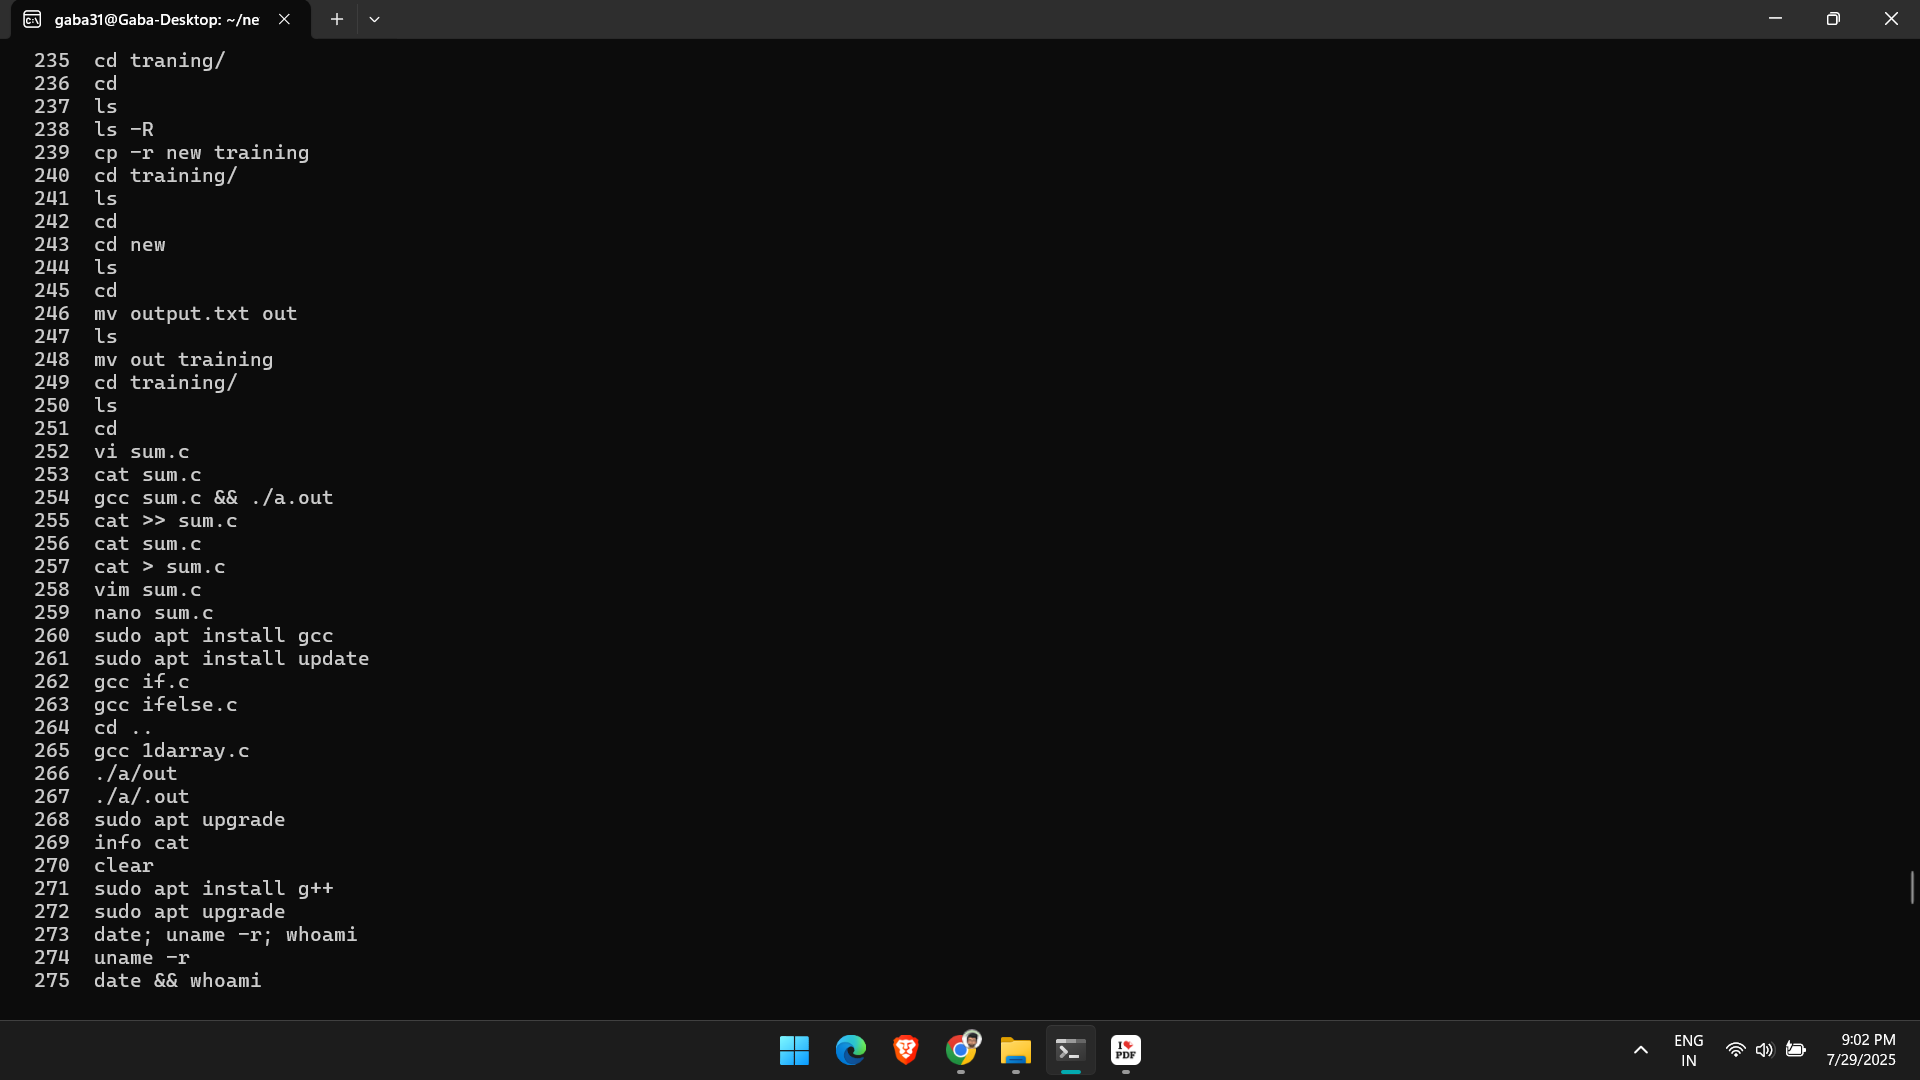 gaba31@Gaba-Desktop: ~/ne
235 cd traning/
236 cd
237 ls
238 ls -R
239 cp -r new training
240 cd training/
241 ls
242 cd
243 cd new
244 ls
245 cd
246 mv output.txt out
247 ls
248 mv out training
249 cd training/
250 ls
251 cd
252 vi sum.c
253 cat sum.c
254 gcc sum.c && ./a.out
255 cat >> sum.c
256 cat sum.c
257 cat > sum.c
258 vim sum.c
259 nano sum.c
260 sudo apt install gcc
261 sudo apt install update
262 gcc if.c
263 gcc ifelse.c
264 cd ..
265 gcc 1darray.c
266 ./a/out
267 ./a/.out
268 sudo apt upgrade
269 info cat
270 clear
271 sudo apt install g++
272 sudo apt upgrade
273 date; uname -r; whoami
274 uname -r
275 date && whoami
I PDF
ENG
IN
9:02 PM
7/29/2025